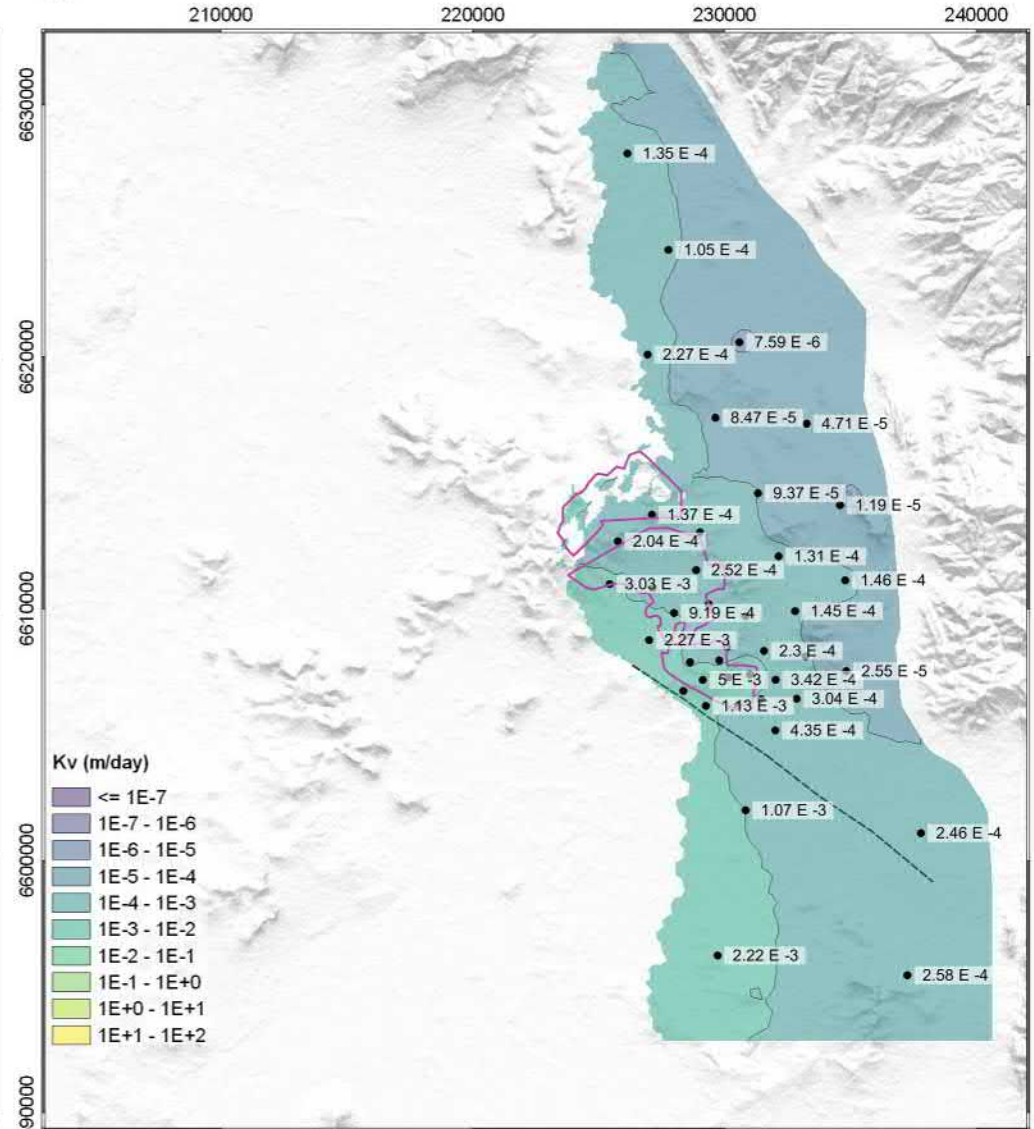 210000
220000
230000
240000
6630000
6620000
6610000
6600000
90000
1.35 E -4
1.05 E -4
7.59 E -6
2.27 E -4
8.47 E -5
4.71 E -5
9.37 E -5
1.19 E -5
1.37 E -4
2.04 E -4
1.31 E -4
2.52 E -4
1.46 E -4
3.03 E -3
9.19 E -4
1.45 E -4
2.27 E -3
2.3 E -4
2.55 E -5
5 E -3
3.42 E -4
3.04 E -4
1.13 E -3
4.35 E -4
1.07 E -3
2.46 E -4
2.22 E -3
2.58 E -4
Kv (m/day)
<= 1E-7
1E-7 - 1E-6
1E-6 - 1E-5
1E-5 - 1E-4
1E-4 - 1E-3
1E-3 - 1E-2
1E-2 - 1E-1
1E-1 - 1E+0
1E+0 - 1E+1
1E+1 - 1E+2